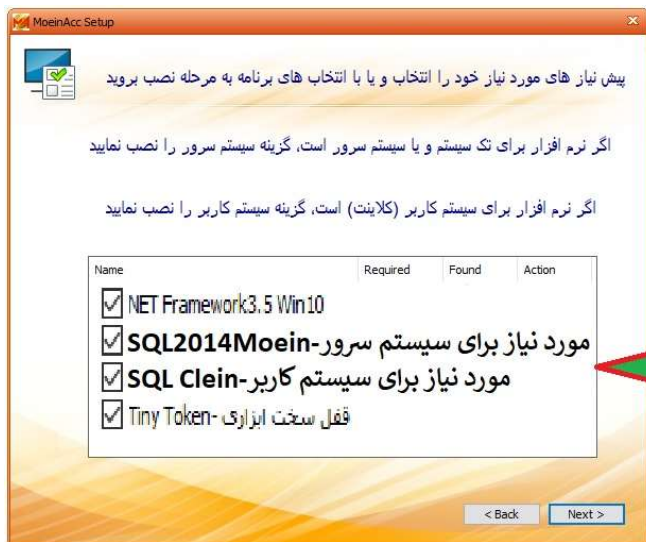 MoeinAcc Setup
پیش نیاز های مورد نیاز خود را انتخاب و یا با انتخاب های برنامه به مرحله نصب بروید
اگر نرم افزار برای تک سیستم و یا سیستم سرور است، گزینه سیستم سرور را نصب نمایید
اگر نرم افزار برای سیستم کاربر (کلاینت) است، گزینه سیستم کاربر را نصب نمایید
Name Required Found Action
NET Framework3.5 Win10
SQL2014Moein-مورد نیاز برای سیستم سرور
SQL Clein-مورد نیاز برای سیستم کاربر
Tiny Token- قفل سخت ابزاری
< Back Next >